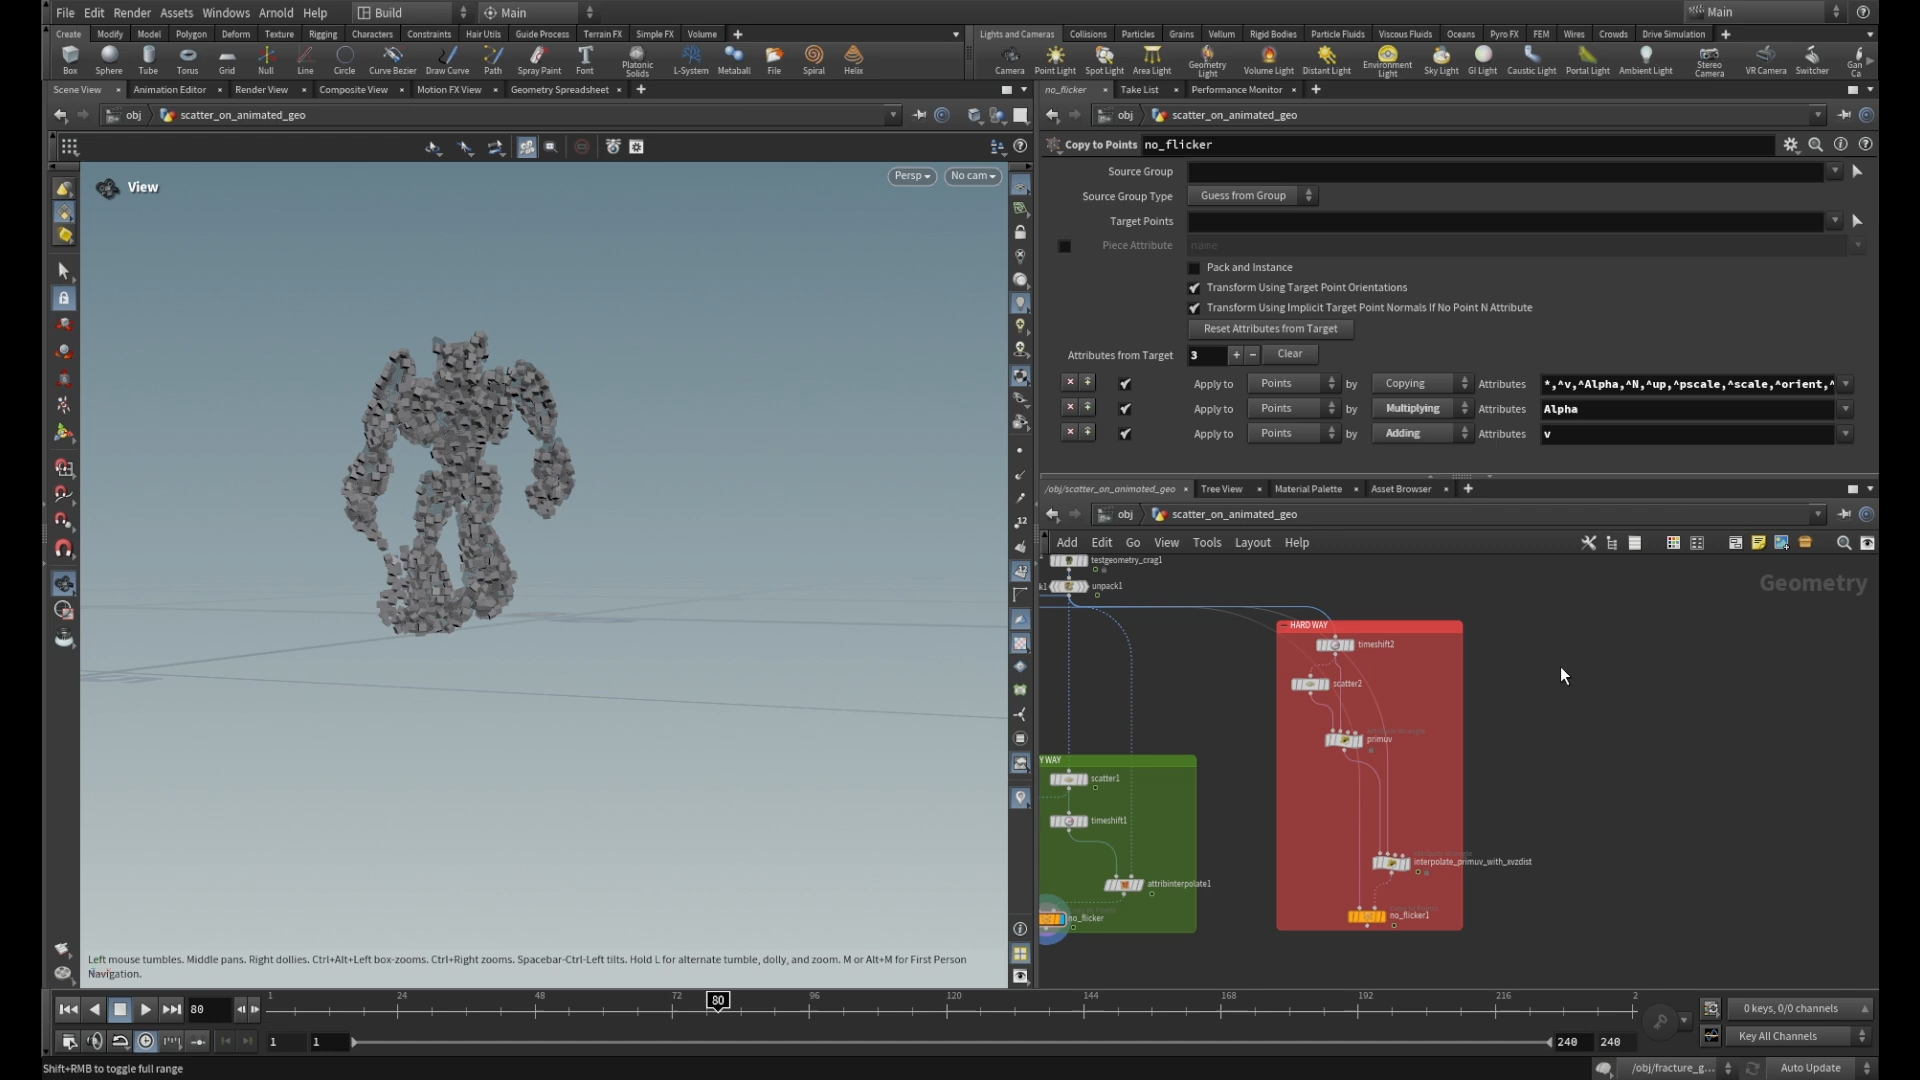 File Edit Render Assets Windows Arnold Help Build Main Main
Create Modify Model Polygon Deform Texture Rigging Characters Constraints Hair Utils Guide Process Terrain FX Simple FX Volume
Lights and Cameras Collisions Particles Grains Vellum Rigid Bodies Particle Fluids Viscous Fluids Oceans Pyro FX FEM Wires Crowds Drive Simulation
Box Sphere Tube Torus Grid Null Line Circle Curve Bezier Draw Curve Path Spray Paint Font Platonic Solids L-System Metaball File Spiral Helix
Camera Point Light Spot Light Area Light Geometry Light Volume Light Distant Light Environment Light Sky Light GI Light Caustic Light Portal Light Ambient Light Stereo Camera VR Camera Switcher Gan Ca
Scene View Animation Editor Render View Composite View Motion FX View Geometry Spreadsheet
no_flicker Take List Performance Monitor
obj scatter_on_animated_geo
obj scatter_on_animated_geo
Copy to Points no_flicker
View
Persp No cam
Source Group
Source Group Type Guess from Group
Target Points
Piece Attribute name
Pack and Instance
Transform Using Target Point Orientations
Transform Using Implicit Target Point Normals If No Point N Attribute
Reset Attributes from Target
Attributes from Target 3 + - Clear
Apply to Points by Copying Attributes *,^v,^Alpha,^N,^up,^pscale,^scale,^orient,^
Apply to Points by Multiplying Attributes Alpha
Apply to Points by Adding Attributes v
/obj/scatter_on_animated_geo Tree View Material Palette Asset Browser
obj scatter_on_animated_geo
Add Edit Go View Tools Layout Help
Geometry
testgeometry_crag1
k1 unpack1
HARD WAY
timeshift2
scatter2
primuv
interpolate_primuv_with_xyzdist
no_flicker1
Y WAY
scatter1
timeshift1
attribinterpolate1
no_flicker
12
12
Left mouse tumbles. Middle pans. Right dollies. Ctrl+Alt+Left box-zooms. Ctrl+Right zooms. Spacebar-Ctrl-Left tilts. Hold L for alternate tumble, dolly, and zoom. M or Alt+M for First Person
Navigation.
80 1 24 48 72 80 96 120 144 168 192 216 2
0 keys, 0/0 channels
1 1 240 240 Key All Channels
Shift+RMB to toggle full range /obj/fracture_g... Auto Update